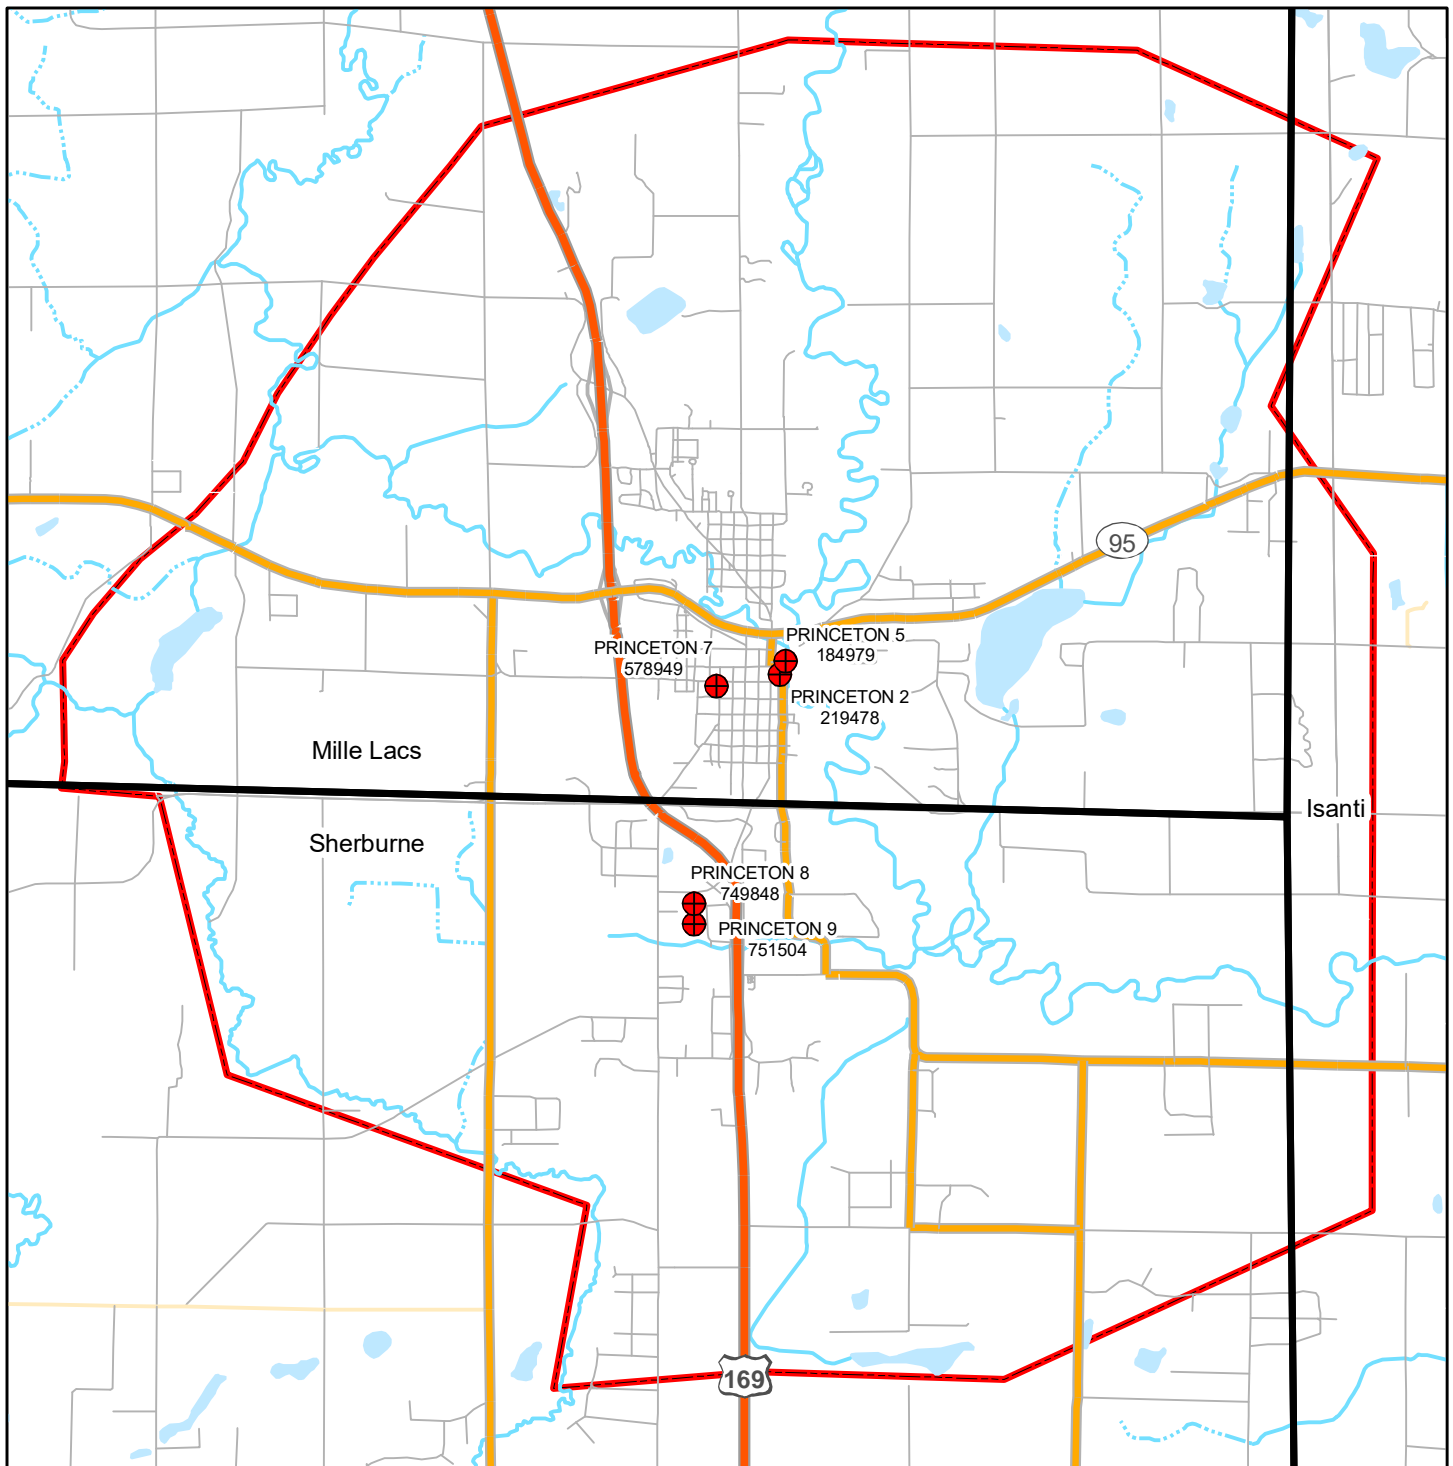 95
PRINCETON 5
184979
PRINCETON 7
578949
PRINCETON 2
219478
Mille Lacs
Isanti
Sherburne
PRINCETON 8
749848
PRINCETON 9
751504
169